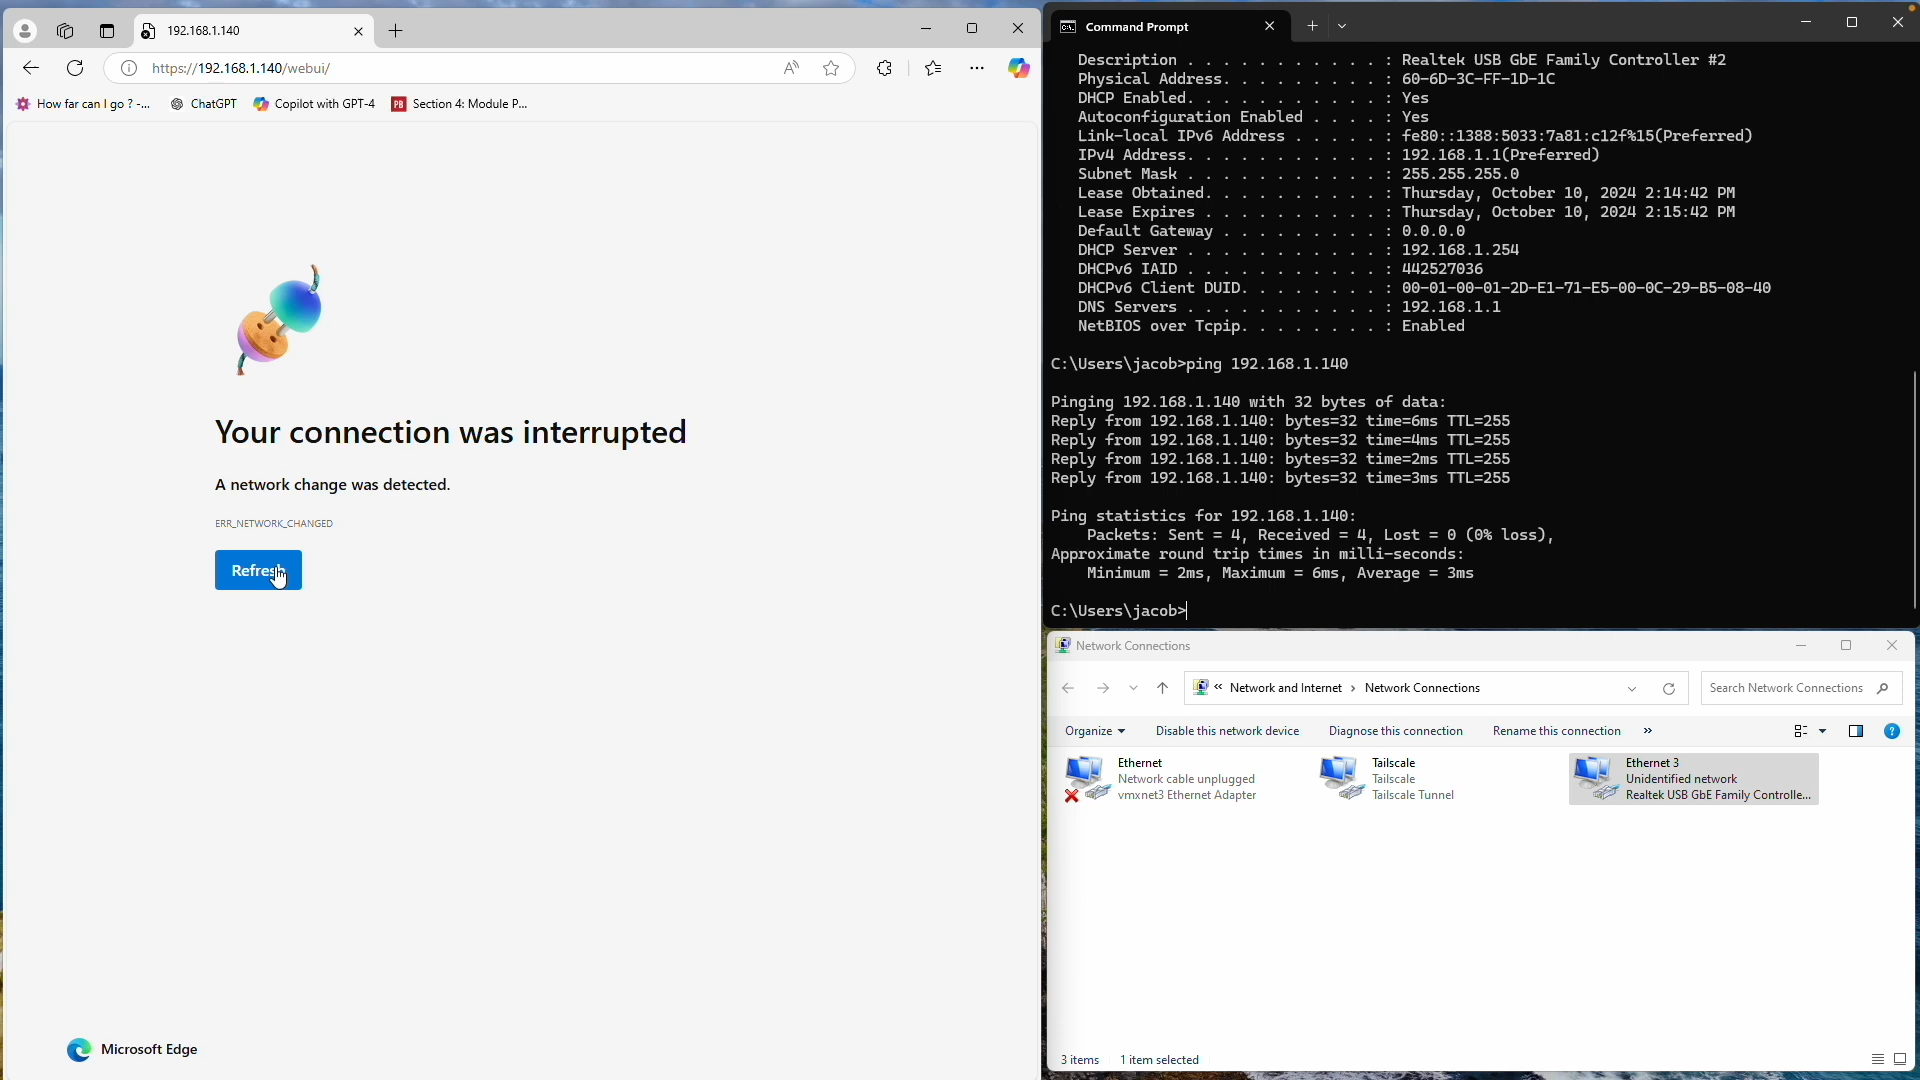 192.168.1.140
https://192.168.1.140/webui/
How far can I go ? -...
ChatGPT
Copilot with GPT-4
PB Section 4: Module P...
Your connection was interrupted
A network change was detected.
ERR_NETWORK_CHANGED
Refresh
Microsoft Edge
Command Prompt
Description . . . . . . . . . . . : Realtek USB GbE Family Controller #2
Physical Address. . . . . . . . . : 60-6D-3C-FF-1D-1C
DHCP Enabled. . . . . . . . . . . : Yes
Autoconfiguration Enabled . . . . : Yes
Link-local IPv6 Address . . . . . : fe80::1388:5033:7a81:c12f%15(Preferred)
IPv4 Address. . . . . . . . . . . : 192.168.1.1(Preferred)
Subnet Mask . . . . . . . . . . . : 255.255.255.0
Lease Obtained. . . . . . . . . . : Thursday, October 10, 2024 2:14:42 PM
Lease Expires . . . . . . . . . . : Thursday, October 10, 2024 2:15:42 PM
Default Gateway . . . . . . . . . : 0.0.0.0
DHCP Server . . . . . . . . . . . : 192.168.1.254
DHCPv6 IAID . . . . . . . . . . . : 442527036
DHCPv6 Client DUID. . . . . . . . : 00-01-00-01-2D-E1-71-E5-00-0C-29-B5-08-40
DNS Servers . . . . . . . . . . . : 192.168.1.1
NetBIOS over Tcpip. . . . . . . . : Enabled
C:\Users\jacob>ping 192.168.1.140
Pinging 192.168.1.140 with 32 bytes of data:
Reply from 192.168.1.140: bytes=32 time=6ms TTL=255
Reply from 192.168.1.140: bytes=32 time=4ms TTL=255
Reply from 192.168.1.140: bytes=32 time=2ms TTL=255
Reply from 192.168.1.140: bytes=32 time=3ms TTL=255
Ping statistics for 192.168.1.140:
Packets: Sent = 4, Received = 4, Lost = 0 (0% loss),
Approximate round trip times in milli-seconds:
Minimum = 2ms, Maximum = 6ms, Average = 3ms
C:\Users\jacob>
Network Connections
« Network and Internet › Network Connections
Search Network Connections
Organize
Disable this network device
Diagnose this connection
Rename this connection
»
Ethernet
Network cable unplugged
vmxnet3 Ethernet Adapter
Tailscale
Tailscale
Tailscale Tunnel
Ethernet 3
Unidentified network
Realtek USB GbE Family Controlle...
3 items
1 item selected